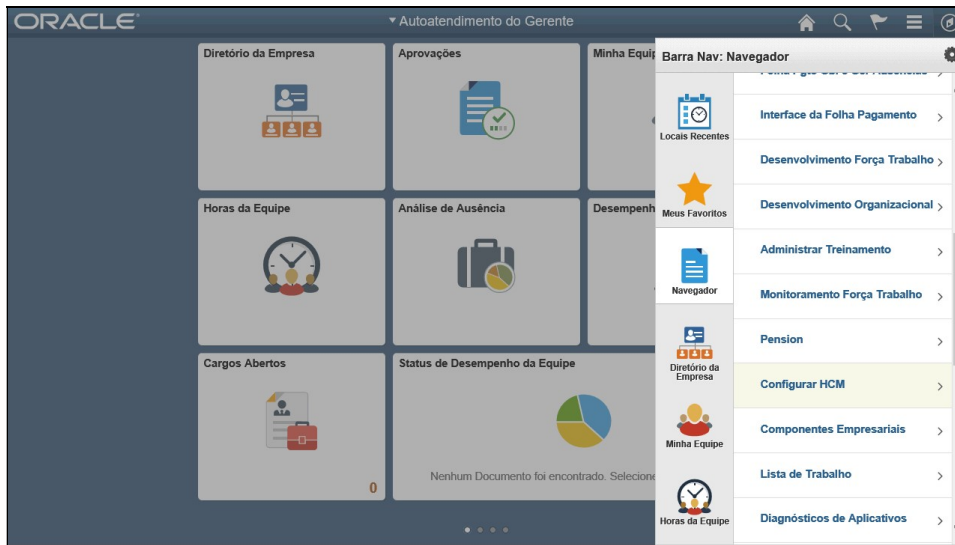 ORACLE
Autoatendimento do Gerente
Diretório da Empresa
Aprovações
Minha Equip
Horas da Equipe
Análise de Ausência
Desempenh
Cargos Abertos
0
Status de Desempenho da Equipe
Nenhum Documento foi encontrado. Selecione
Barra Nav: Navegador
Locais Recentes
Meus Favoritos
Navegador
Diretório da
Empresa
Minha Equipe
Horas da Equipe
Interface da Folha Pagamento
Desenvolvimento Força Trabalho
Desenvolvimento Organizacional
Administrar Treinamento
Monitoramento Força Trabalho
Pension
Configurar HCM
Componentes Empresariais
Lista de Trabalho
Diagnósticos de Aplicativos